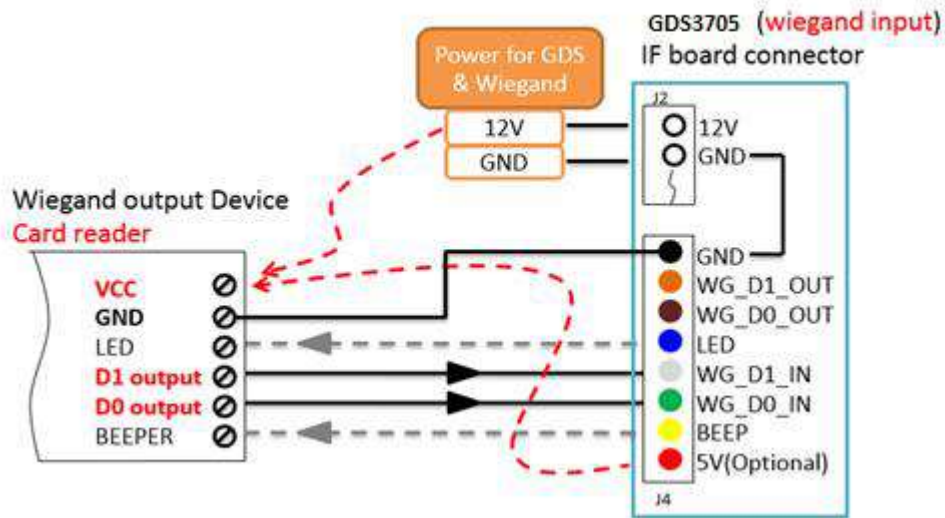 GDS3705 (wiegand input)
IF board connector
Power for GDS
& Wiegand
12V
GND
J2
12V
GND
Wiegand output Device
Card reader
VCC
GND
LED
D1 output
D0 output
BEEPER
GND
WG_D1_OUT
WG_D0_OUT
LED
WG_D1_IN
WG_D0_IN
BEEP
5V(Optional)
J4